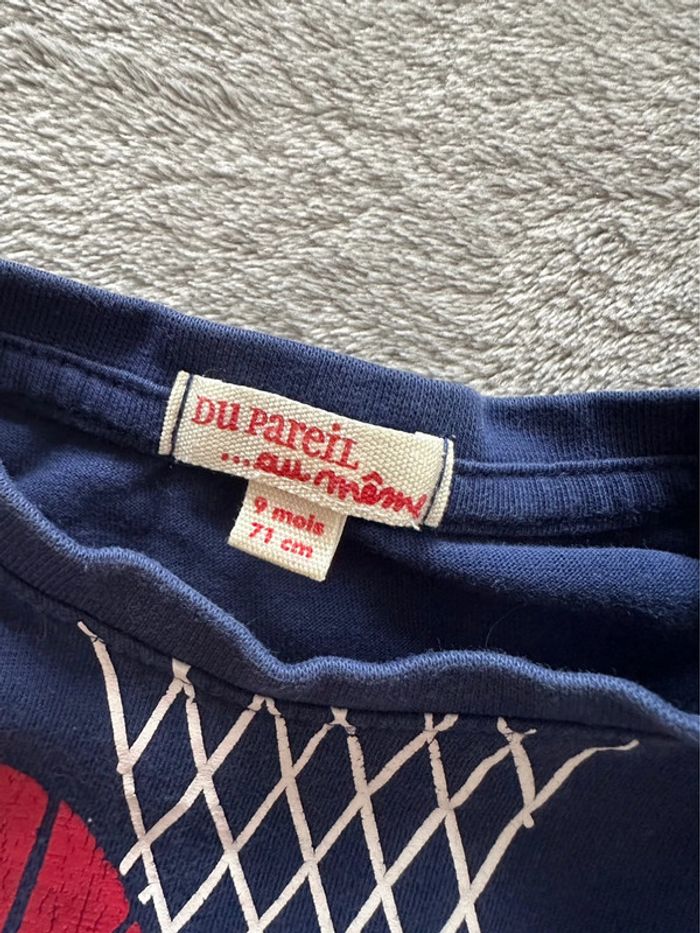 DU PAREIL
...au même
9 mois
71 cm